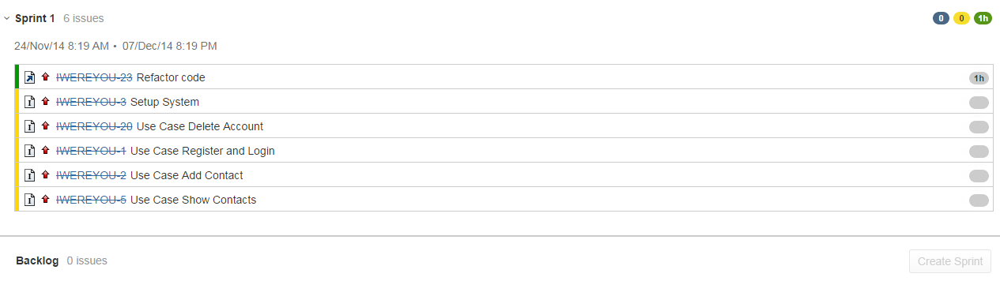 Sprint 1 6 issues 0 0 1h
24/Nov/14 8:19 AM • 07/Dec/14 8:19 PM
IWEREYOU-23 Refactor code 1h
I IWEREYOU-3 Setup System
I IWEREYOU-20 Use Case Delete Account
I IWEREYOU-1 Use Case Register and Login
I IWEREYOU-2 Use Case Add Contact
I IWEREYOU-5 Use Case Show Contacts
Backlog 0 issues Create Sprint